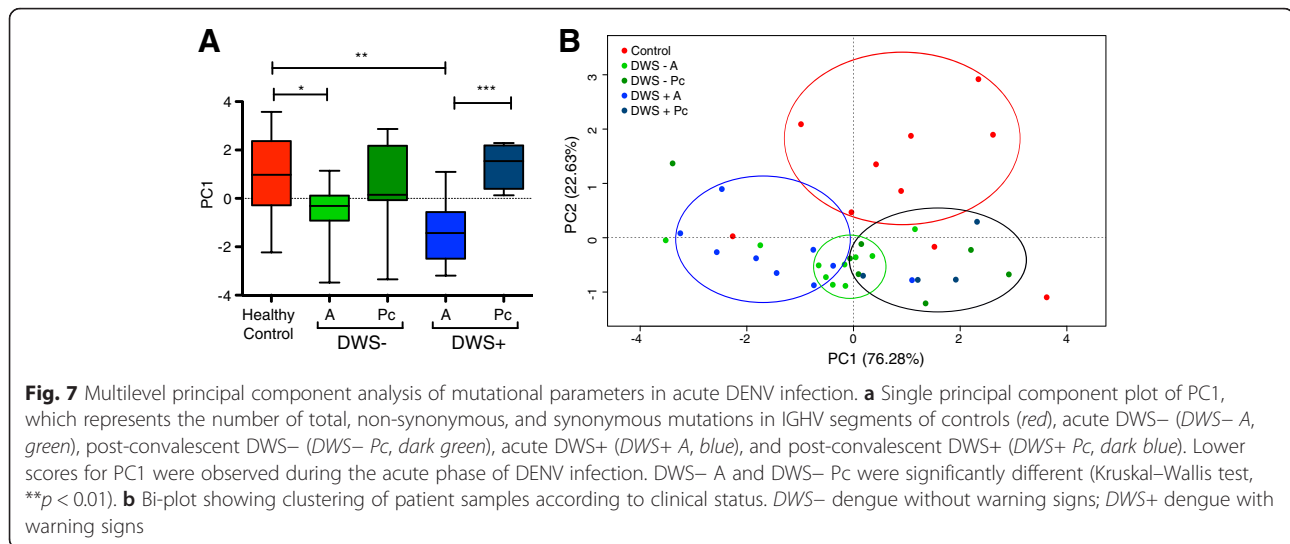 A
**
*
***
4
2
0
-2
-4
PC1
Healthy Control
A
Pc
A
Pc
DWS-
DWS+
B
Control
DWS - A
DWS - Pc
DWS + A
DWS + Pc
3
2
1
0
-1
PC2 (22.63%)
-4
-2
0
2
4
PC1 (76.28%)
Fig. 7 Multilevel principal component analysis of mutational parameters in acute DENV infection. a Single principal component plot of PC1,
which represents the number of total, non-synonymous, and synonymous mutations in IGHV segments of controls (red), acute DWS− (DWS− A,
green), post-convalescent DWS− (DWS− Pc, dark green), acute DWS+ (DWS+ A, blue), and post-convalescent DWS+ (DWS+ Pc, dark blue). Lower
scores for PC1 were observed during the acute phase of DENV infection. DWS− A and DWS− Pc were significantly different (Kruskal–Wallis test,
**p < 0.01). b Bi-plot showing clustering of patient samples according to clinical status. DWS− dengue without warning signs; DWS+ dengue with
warning signs